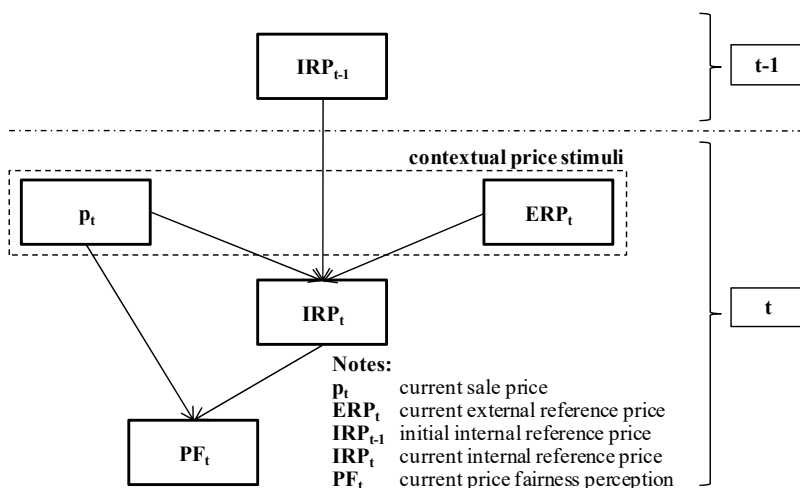 IRPt-1
t-1
contextual price stimuli
pt
ERPt
IRPt
t
Notes:
pt current sale price
ERPt current external reference price
IRPt-1 initial internal reference price
IRPt current internal reference price
PFt current price fairness perception
PFt